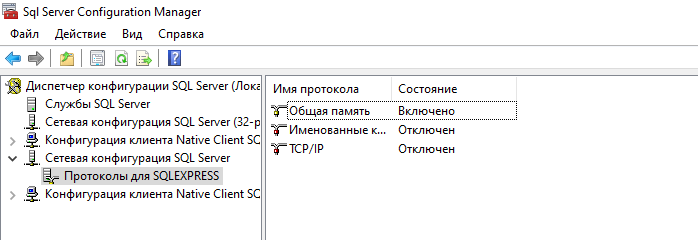 Sql Server Configuration Manager
Файл Действие Вид Справка
Диспетчер конфигурации SQL Server (Лока
Службы SQL Server
Сетевая конфигурация SQL Server (32-р
Конфигурация клиента Native Client SC
Сетевая конфигурация SQL Server
Протоколы для SQLEXPRESS
Конфигурация клиента Native Client SC
Имя протокола Состояние
Общая память Включено
Именованные к... Отключен
TCP/IP Отключен